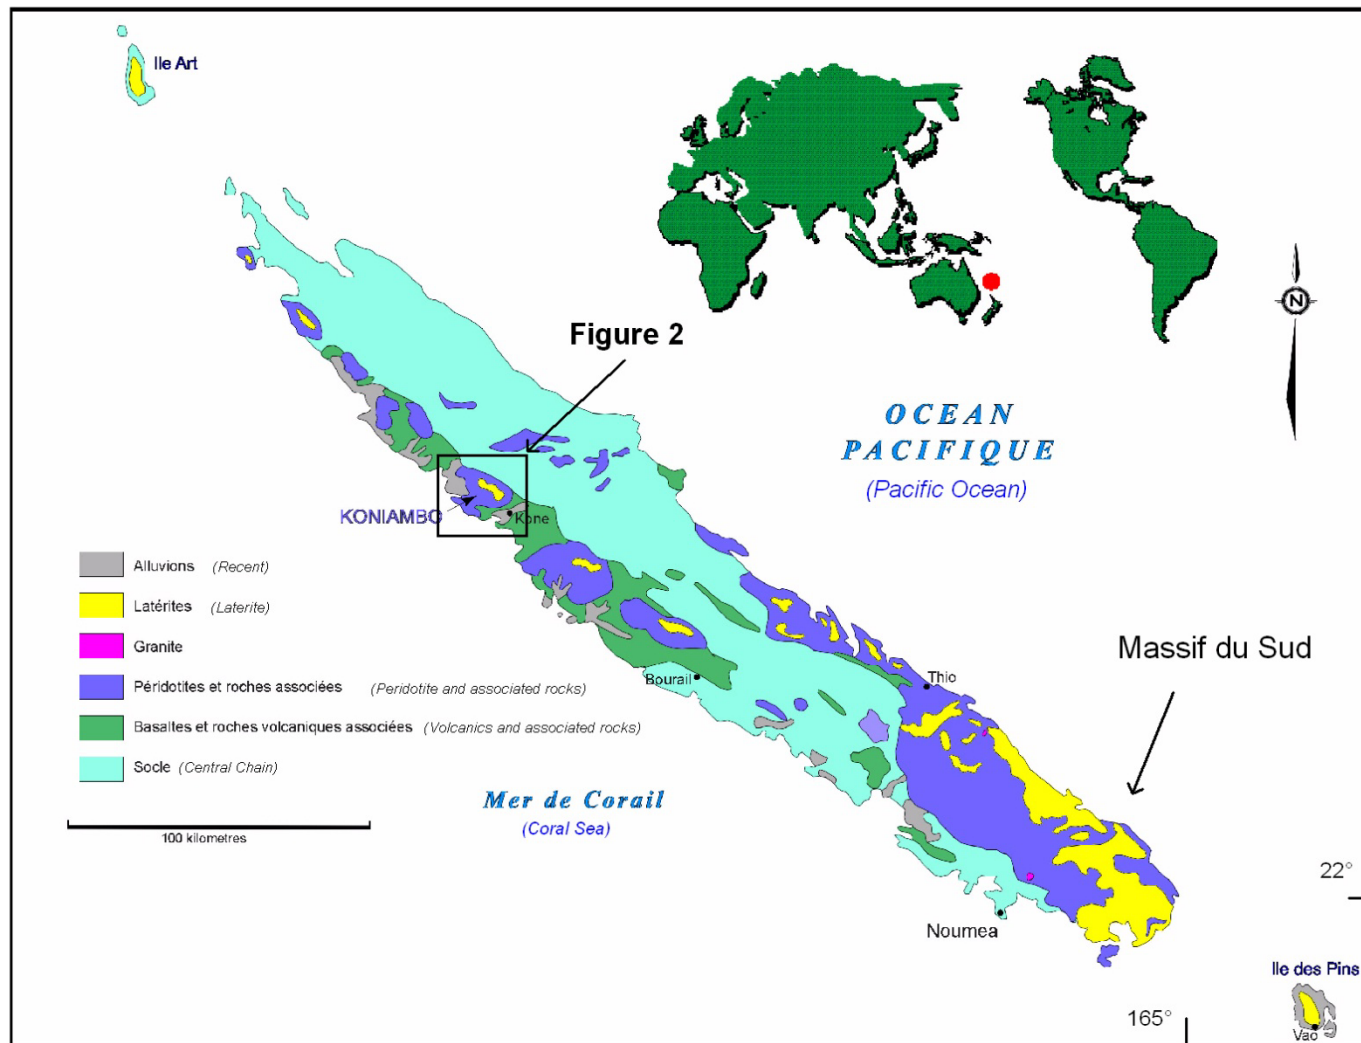 Ile Art
N
Figure 2
OCEAN
PACIFIQUE
(Pacific Ocean)
KONIAMBO
Kone
Alluvions (Recent)
Latérites (Laterite)
Granite
Péridotites et roches associées (Peridotite and associated rocks)
Basaltes et roches volcaniques associées (Volcanics and associated rocks)
Socle (Central Chain)
100 kilometres
Bourail
Thio
Massif du Sud
Mer de Corail
(Coral Sea)
22°
Noumea
Ile des Pins
165°
Vao